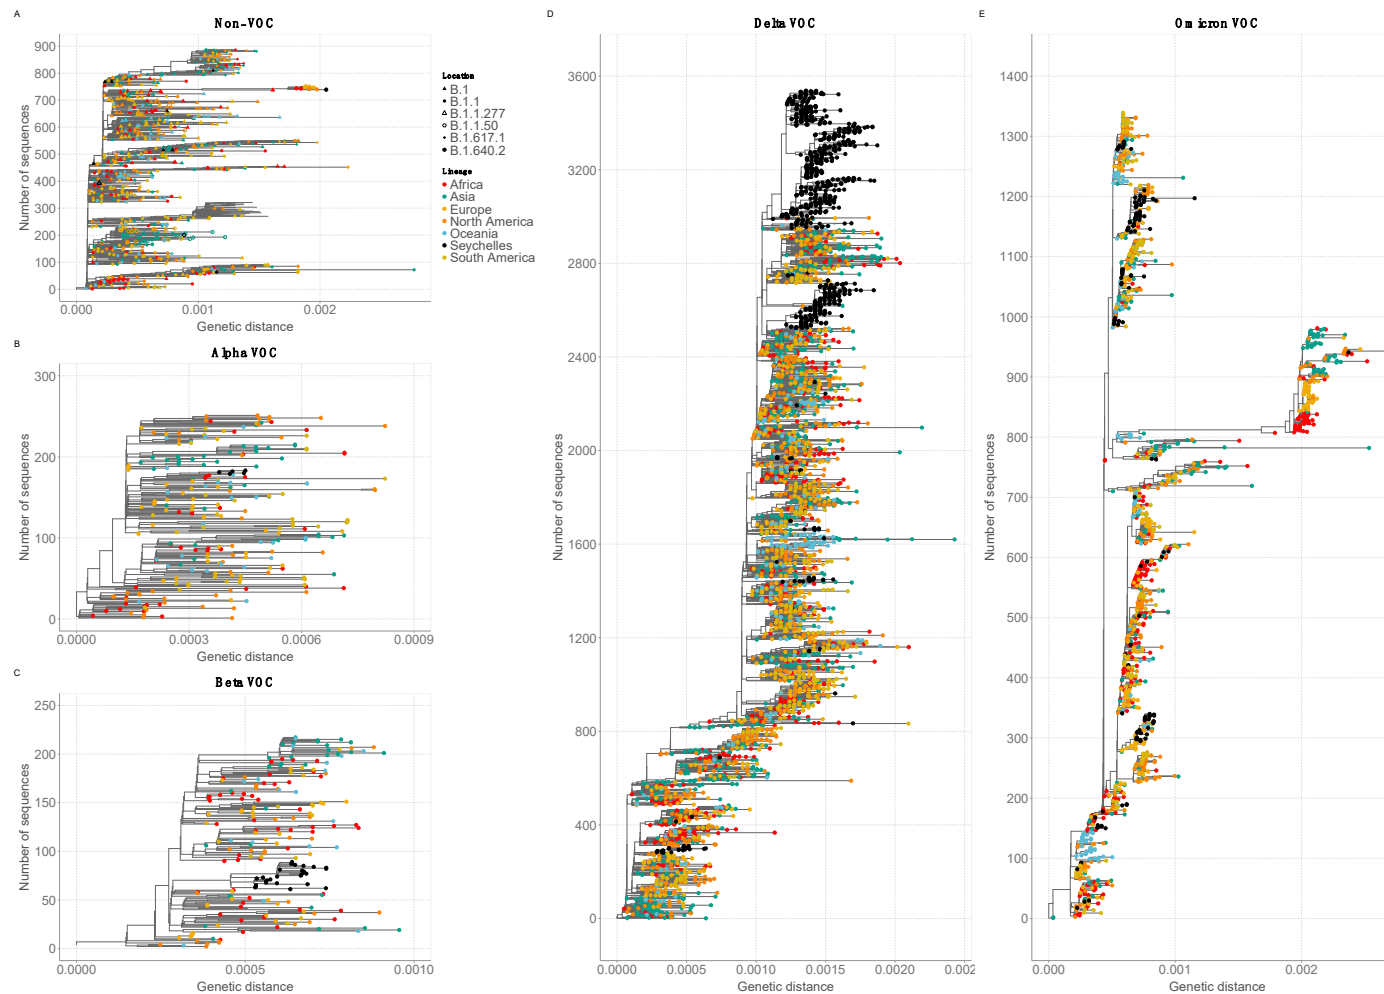 A
Non-VOC
Number of sequences
900
800
700
600
500
400
300
200
100
0
0.000
0.001
0.002
Genetic distance
Location
B.1
B.1.1
B.1.1.277
B.1.1.50
B.1.617.1
B.1.640.2
Lineage
Africa
Asia
Europe
North America
Oceania
Seychelles
South America
B
Alpha VOC
Number of sequences
300
200
100
0
0.0000
0.0003
0.0006
0.0009
Genetic distance
C
Beta VOC
Number of sequences
250
200
150
100
50
0
0.0000
0.0005
0.0010
Genetic distance
D
Delta VOC
Number of sequences
3600
3200
2800
2400
2000
1600
1200
800
400
0
0.0000
0.0005
0.0010
0.0015
0.0020
0.002
Genetic distance
E
Omicron VOC
Number of sequences
1400
1300
1200
1100
1000
900
800
700
600
500
400
300
200
100
0
0.000
0.001
0.002
Genetic distance